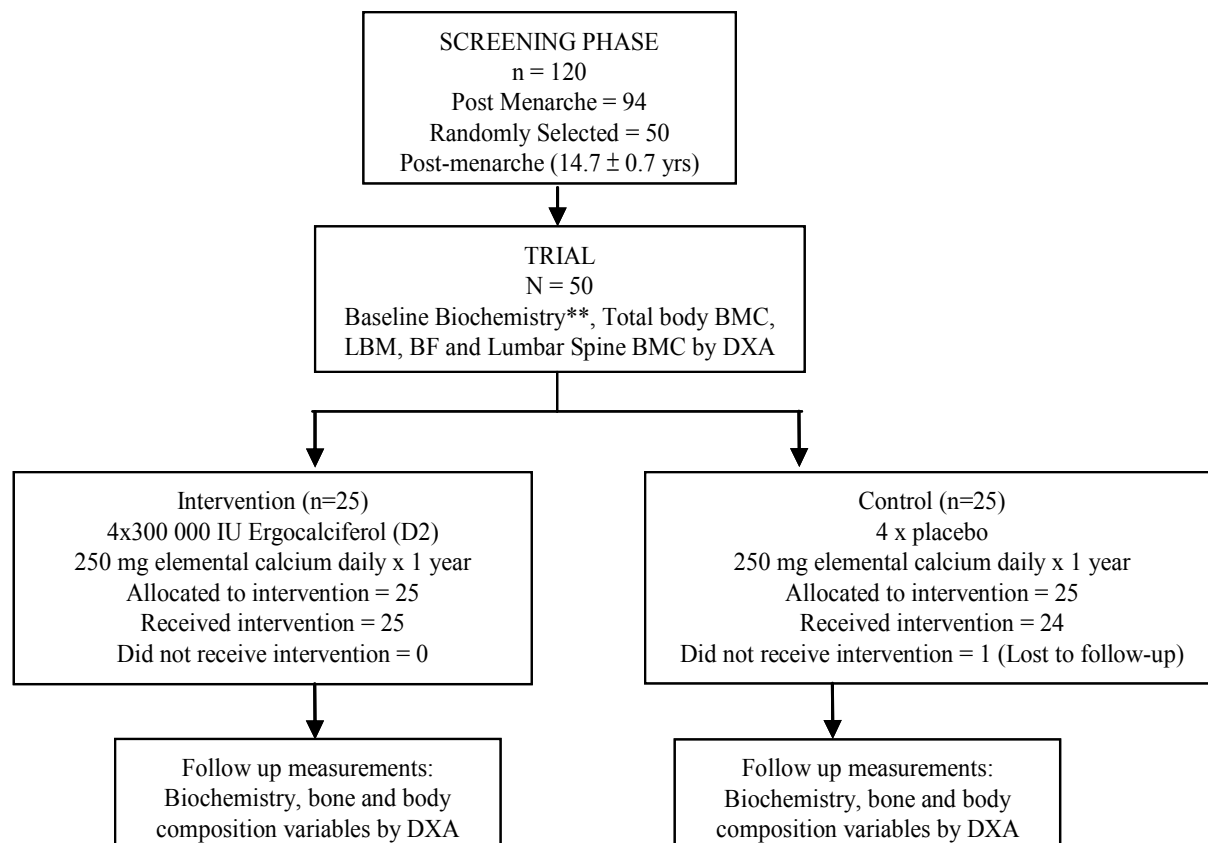 SCREENING PHASE
n = 120
Post Menarche = 94
Randomly Selected = 50
Post-menarche (14.7 ± 0.7 yrs)
TRIAL
N = 50
Baseline Biochemistry**, Total body BMC,
LBM, BF and Lumbar Spine BMC by DXA
Intervention (n=25)
4x300 000 IU Ergocalciferol (D2)
250 mg elemental calcium daily x 1 year
Allocated to intervention = 25
Received intervention = 25
Did not receive intervention = 0
Control (n=25)
4 x placebo
250 mg elemental calcium daily x 1 year
Allocated to intervention = 25
Received intervention = 24
Did not receive intervention = 1 (Lost to follow-up)
Follow up measurements:
Biochemistry, bone and body
composition variables by DXA
Follow up measurements:
Biochemistry, bone and body
composition variables by DXA